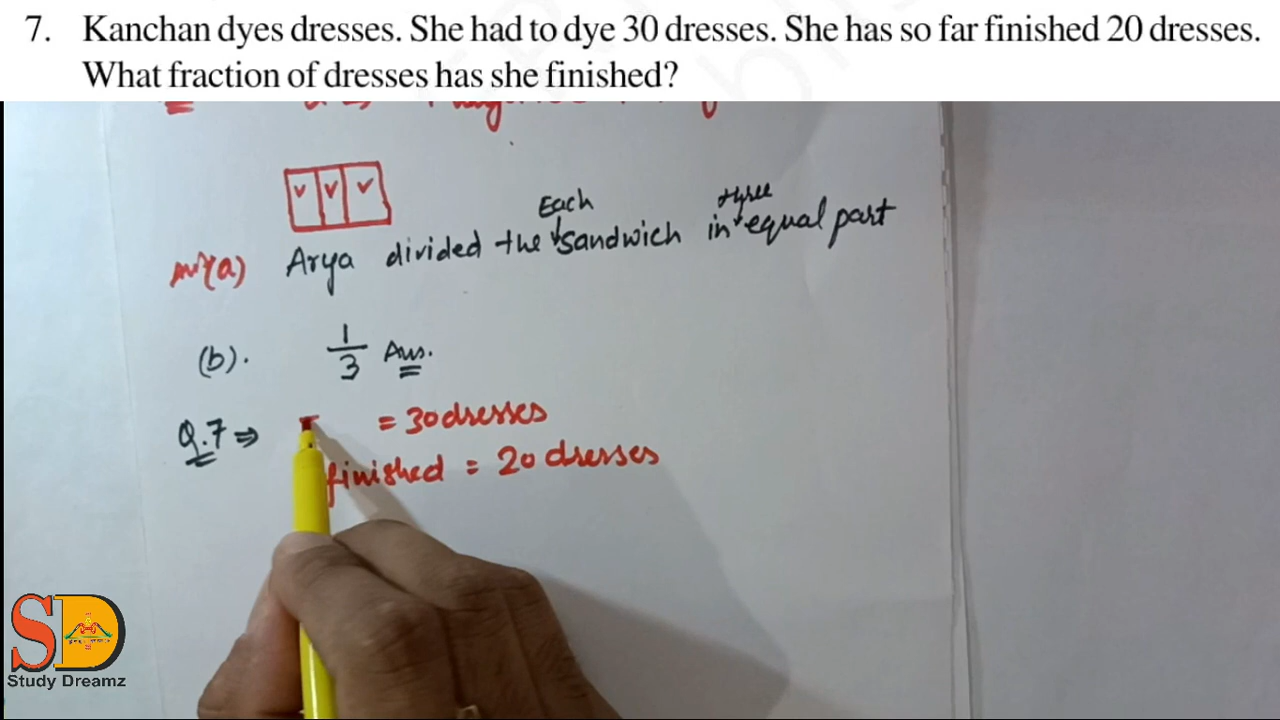 7. Kanchan dyes dresses. She had to dye 30 dresses. She has so far finished 20 dresses.
What fraction of dresses has she finished?
Each three
(a) Arya divided the sandwich in equal part
(b). 1/3 Ans.
Q.7 ⇒ = 30 dresses
finished = 20 dresses
SD
Study Dreamz